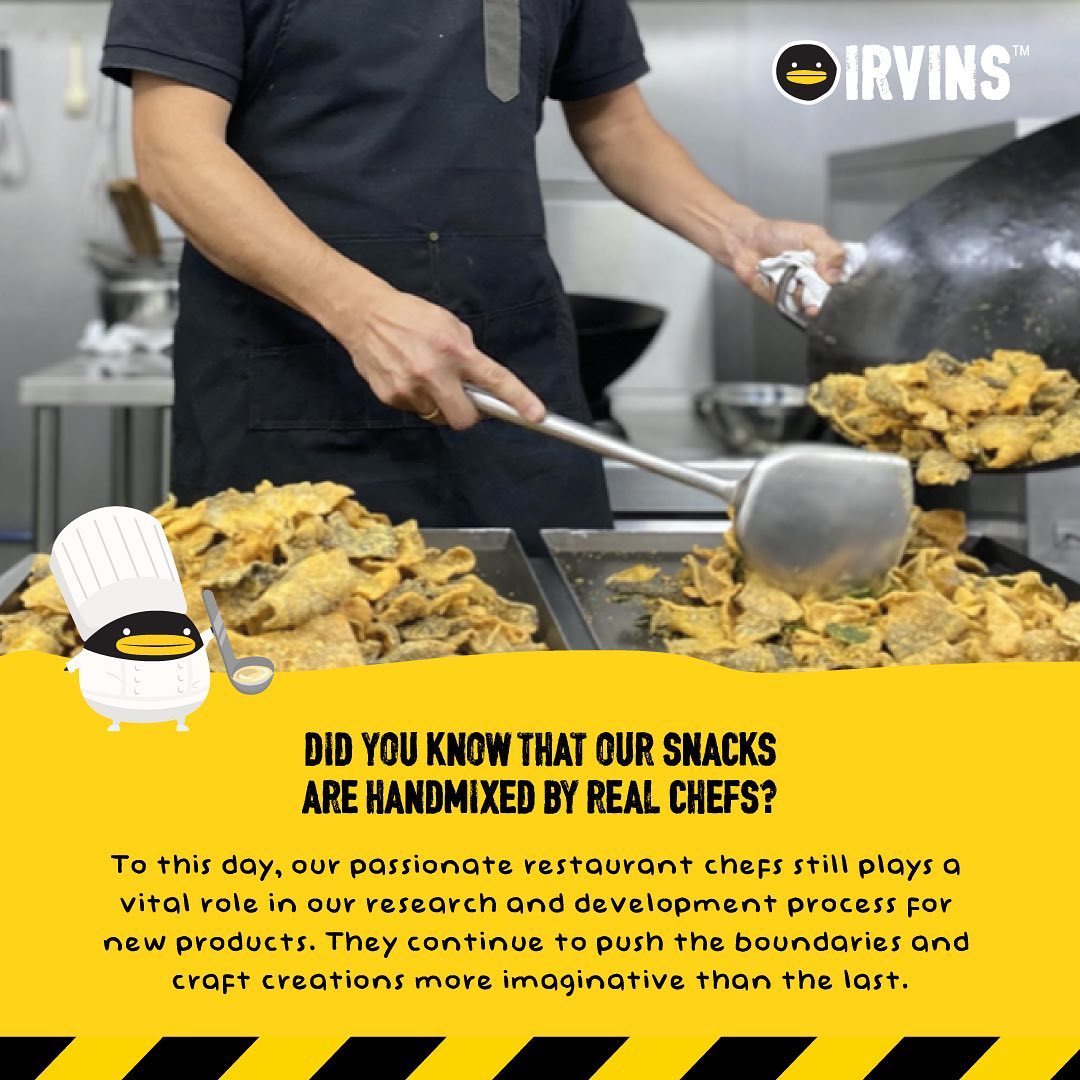 IRVINS™
DID YOU KNOW THAT OUR SNACKS
ARE HANDMIXED BY REAL CHEFS?
To this day, our passionate restaurant chefs still plays a
vital role in our research and development process for
new products. They continue to push the boundaries and
craft creations more imaginative than the last.